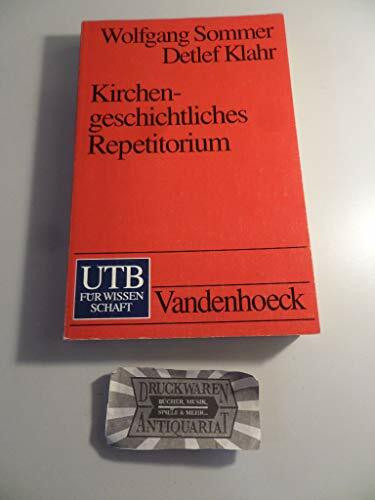 Wolfgang Sommer
Detlef Klahr
Kirchen-
geschichtliches
Repetitorium
UTB
FÜR WISSEN
SCHAFT
Vandenhoeck
DRUCKWAREN
BÜCHER, MUSIK,
SPIELE & MEHR...
ANTIQUARIAT